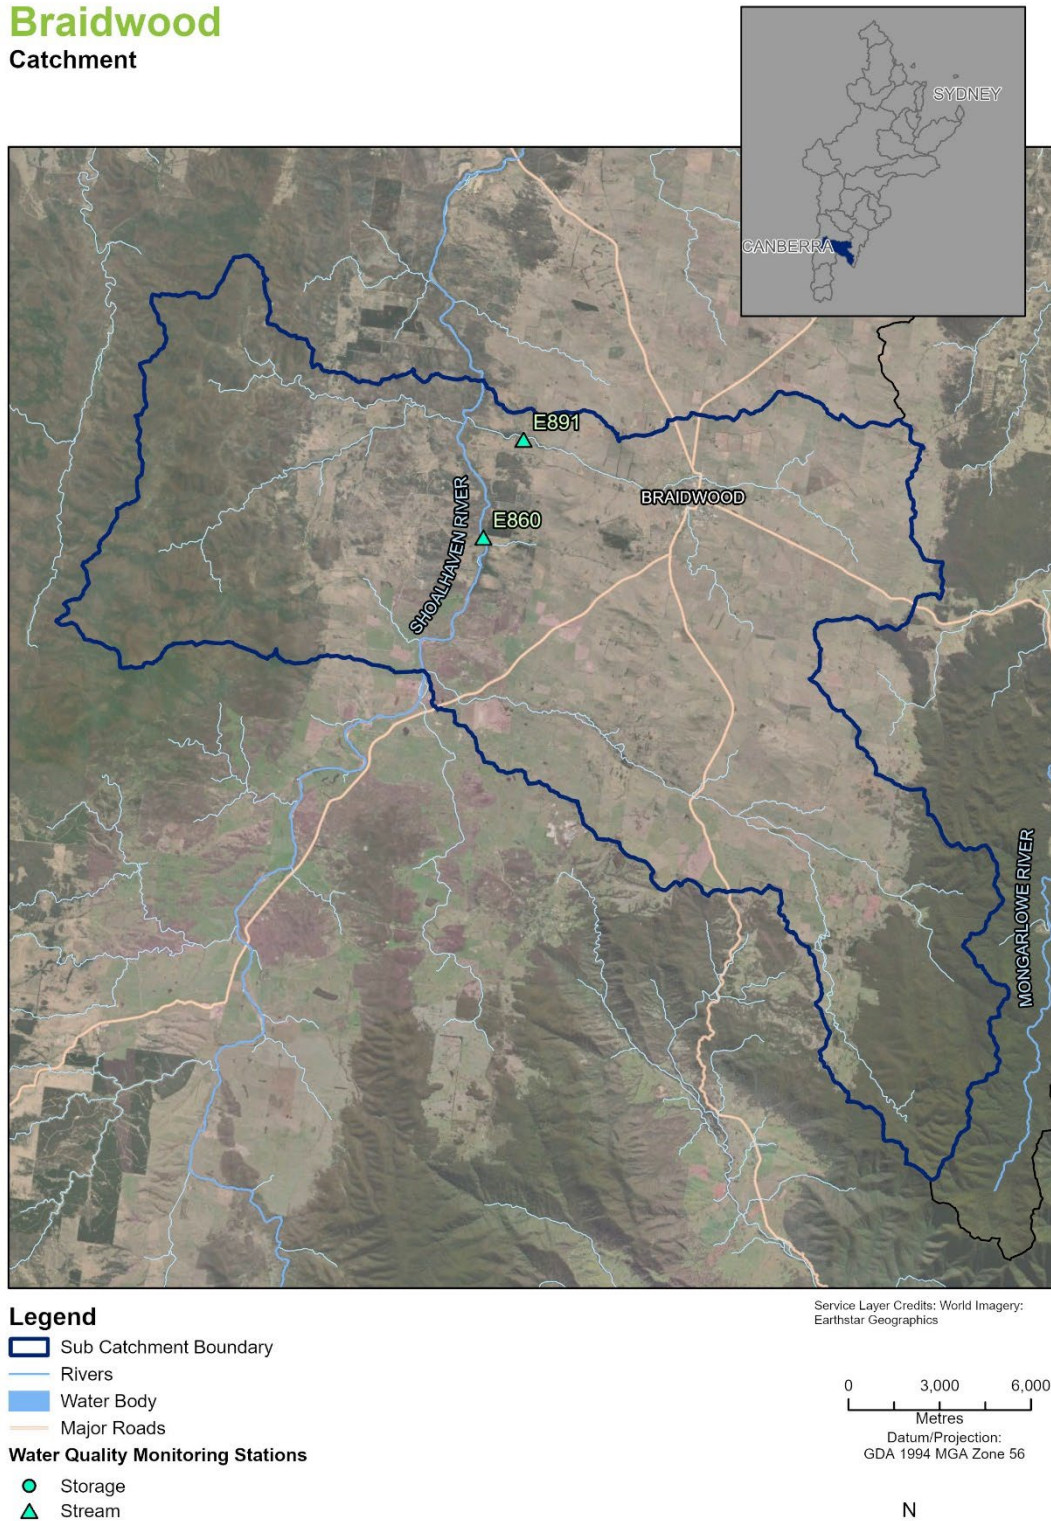 Braidwood
Catchment
SYDNEY
CANBERRA
E891
BRAIDWOOD
E860
SHOALHAVEN RIVER
MONGARLOWE RIVER
Legend
Sub Catchment Boundary
Rivers
Water Body
Major Roads
Water Quality Monitoring Stations
Storage
Stream
Service Layer Credits: World Imagery:
Earthstar Geographics
0 3,000 6,000
Metres
Datum/Projection:
GDA 1994 MGA Zone 56
N